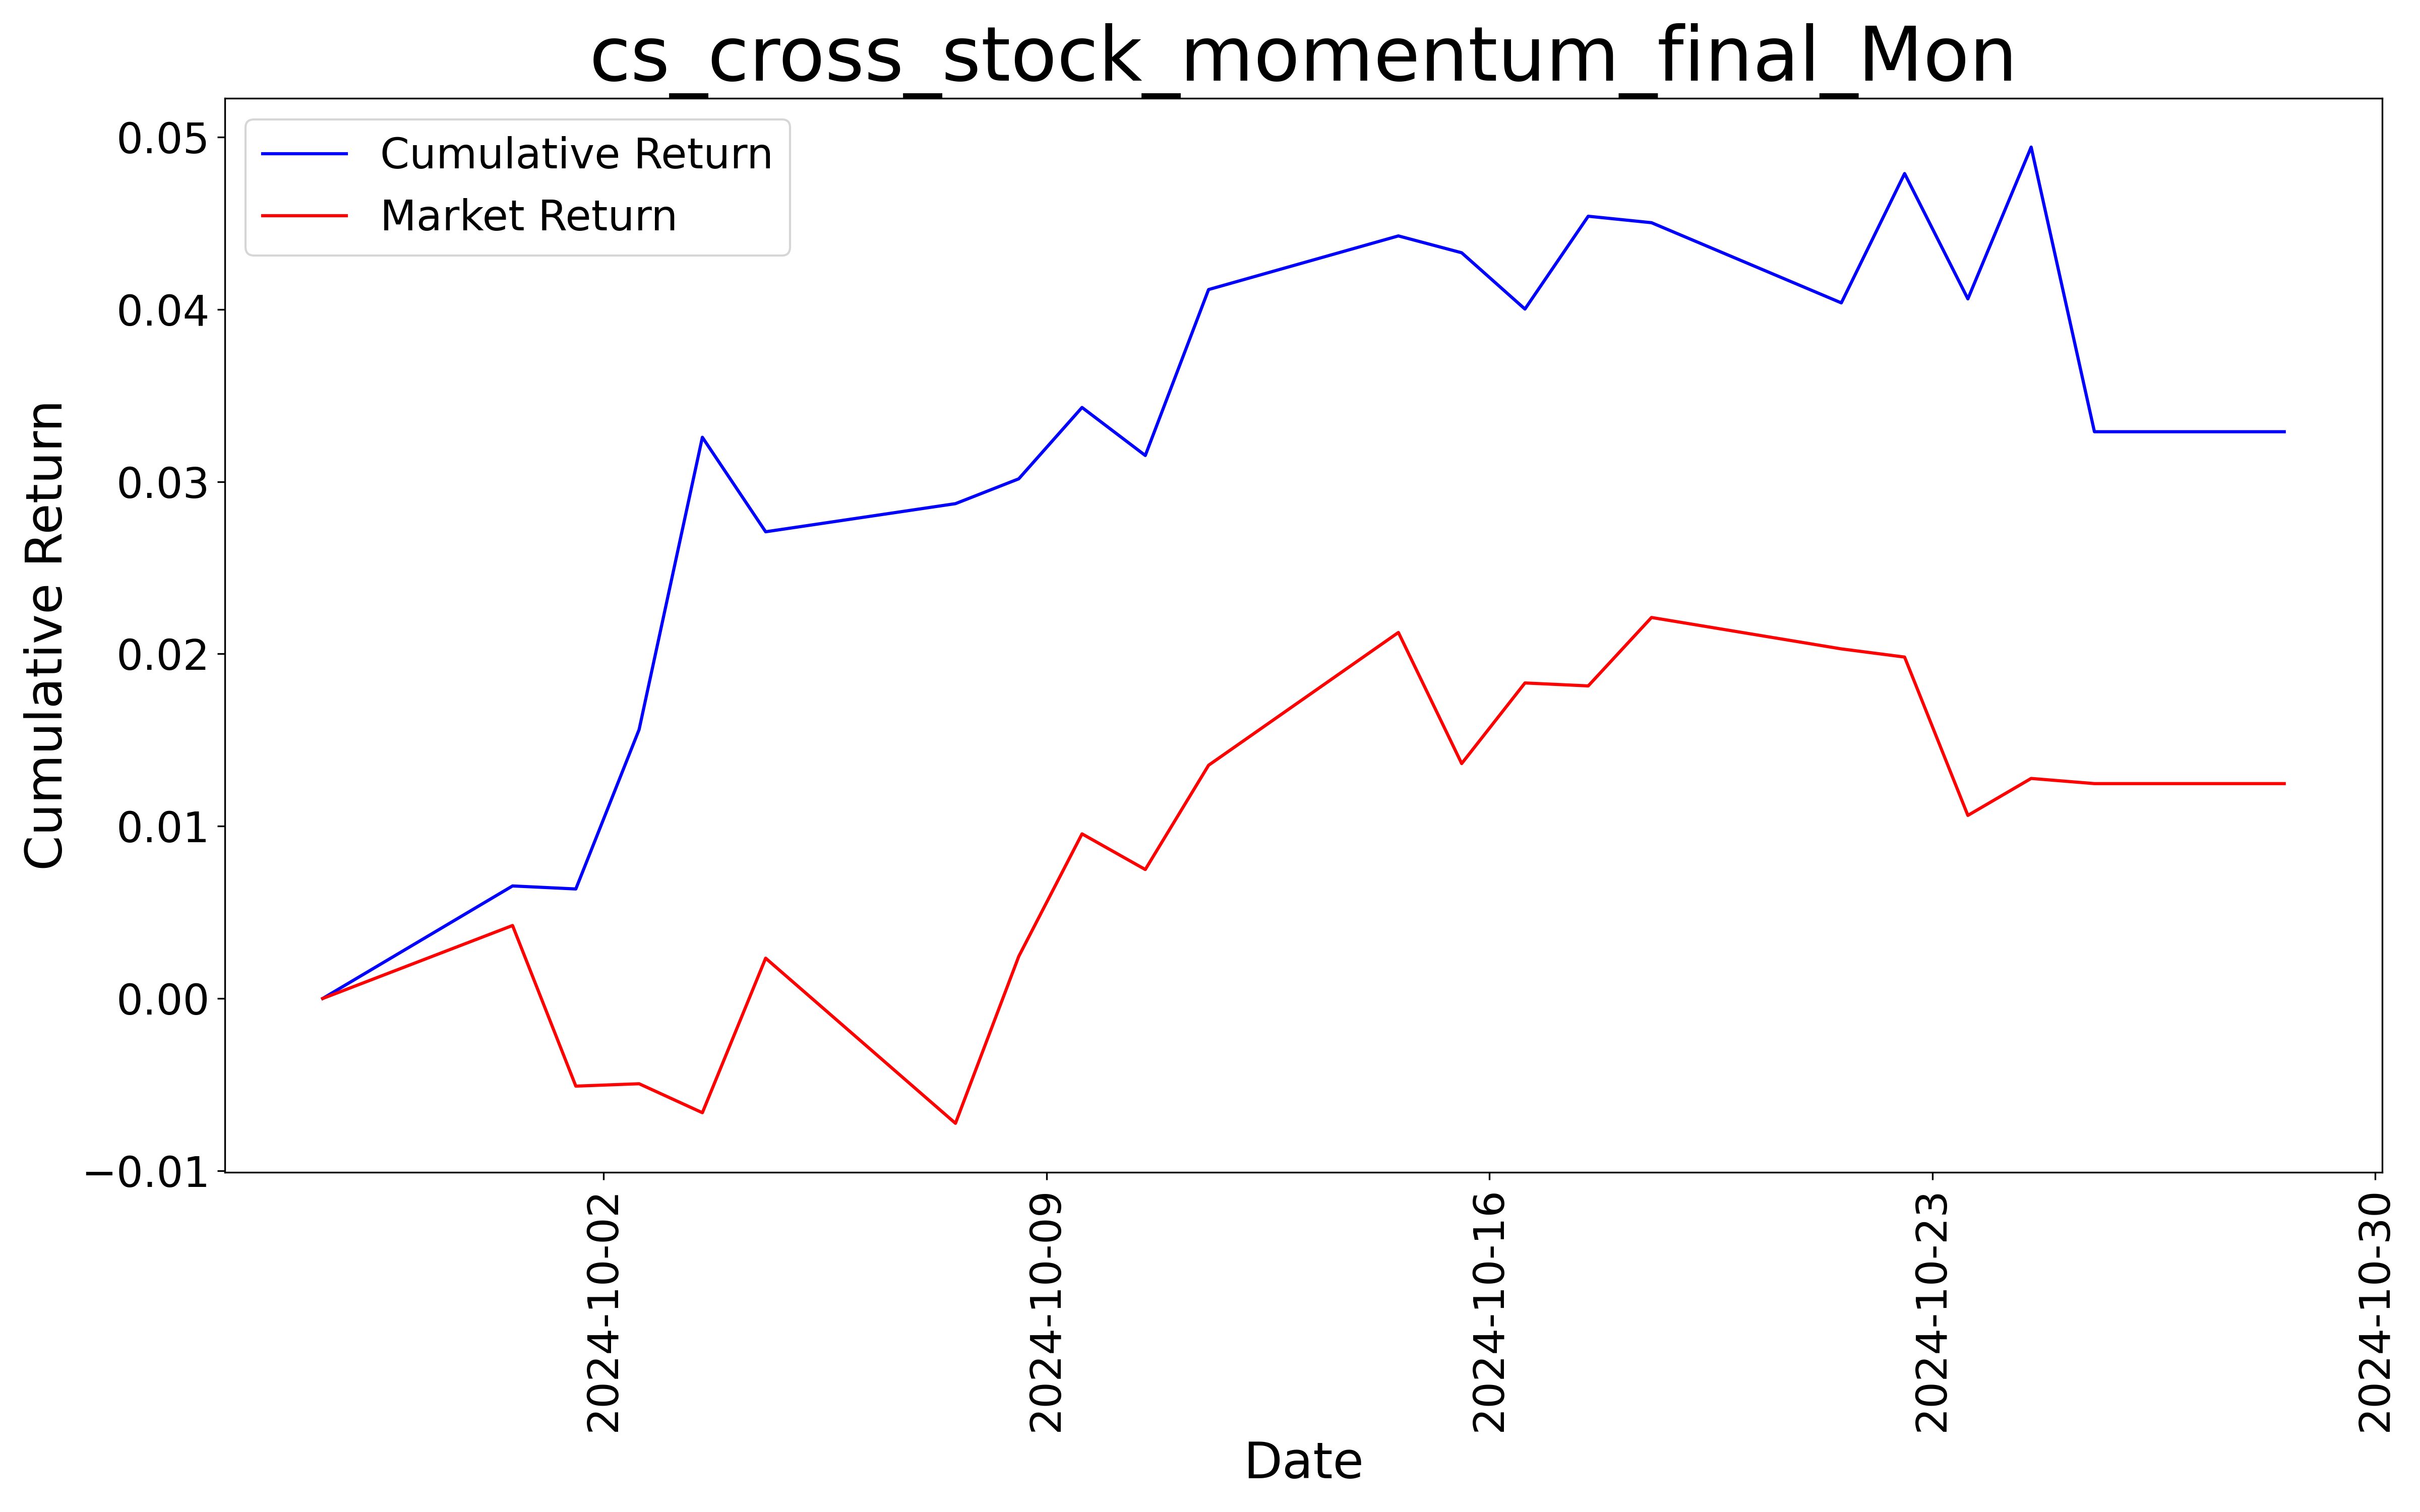 cs_cross_stock_momentum_final_Mon
Cumulative Return
Market Return
0.05
0.04
0.03
0.02
0.01
0.00
−0.01
Cumulative Return
2024-10-02
2024-10-09
2024-10-16
2024-10-23
2024-10-30
Date